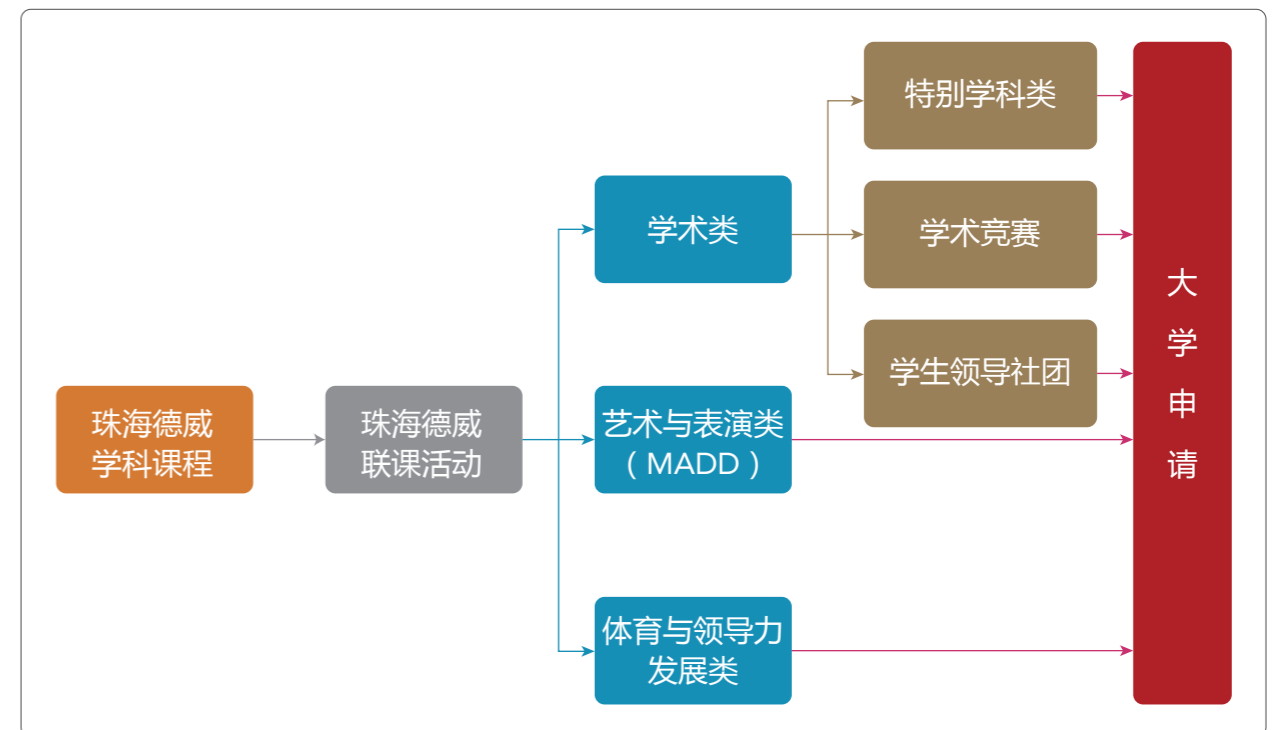 珠海德威
学科课程
珠海德威
联课活动
学术类
艺术与表演类
（MADD）
体育与领导力
发展类
特别学科类
学术竞赛
学生领导社团
大
学
申
请